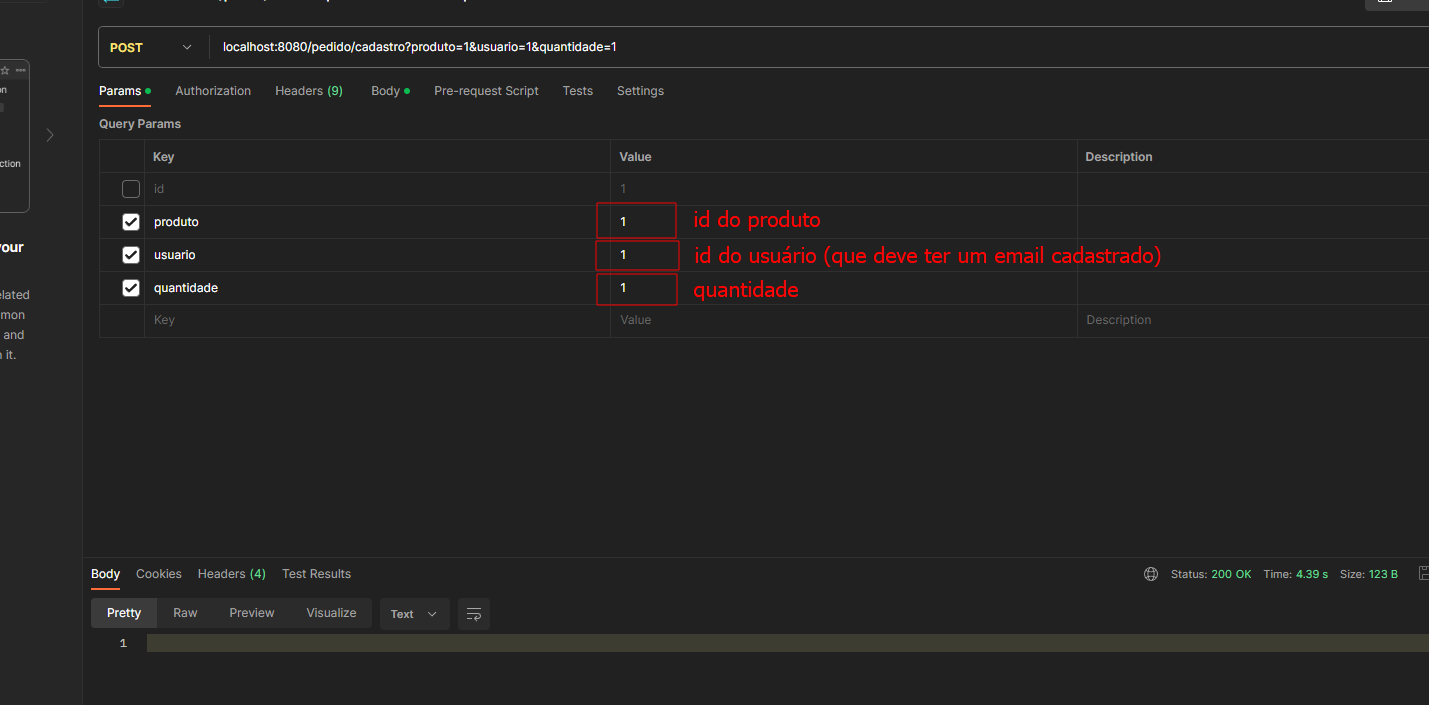 POST localhost:8080/pedido/cadastro?produto=1&usuario=1&quantidade=1
Params Authorization Headers (9) Body Pre-request Script Tests Settings
Query Params
Key Value Description
id 1
produto 1 id do produto
usuario 1 id do usuário (que deve ter um email cadastrado)
quantidade 1 quantidade
Key Value Description
ction
your
elated
mon
and
it.
Body Cookies Headers (4) Test Results Status: 200 OK Time: 4.39 s Size: 123 B
Pretty Raw Preview Visualize Text
1